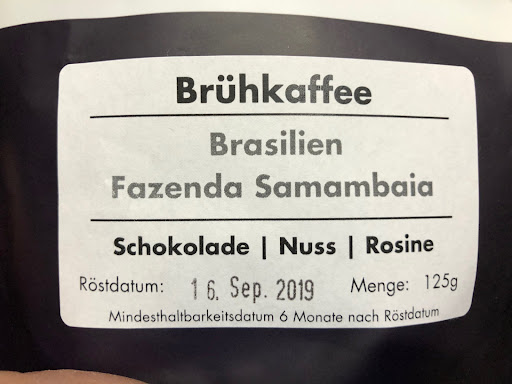 Brühkaffee
Brasilien
Fazenda Samambaia
Schokolade | Nuss | Rosine
Röstdatum: 16. Sep. 2019 Menge: 125g
Mindesthaltbarkeitsdatum 6 Monate nach Röstdatum